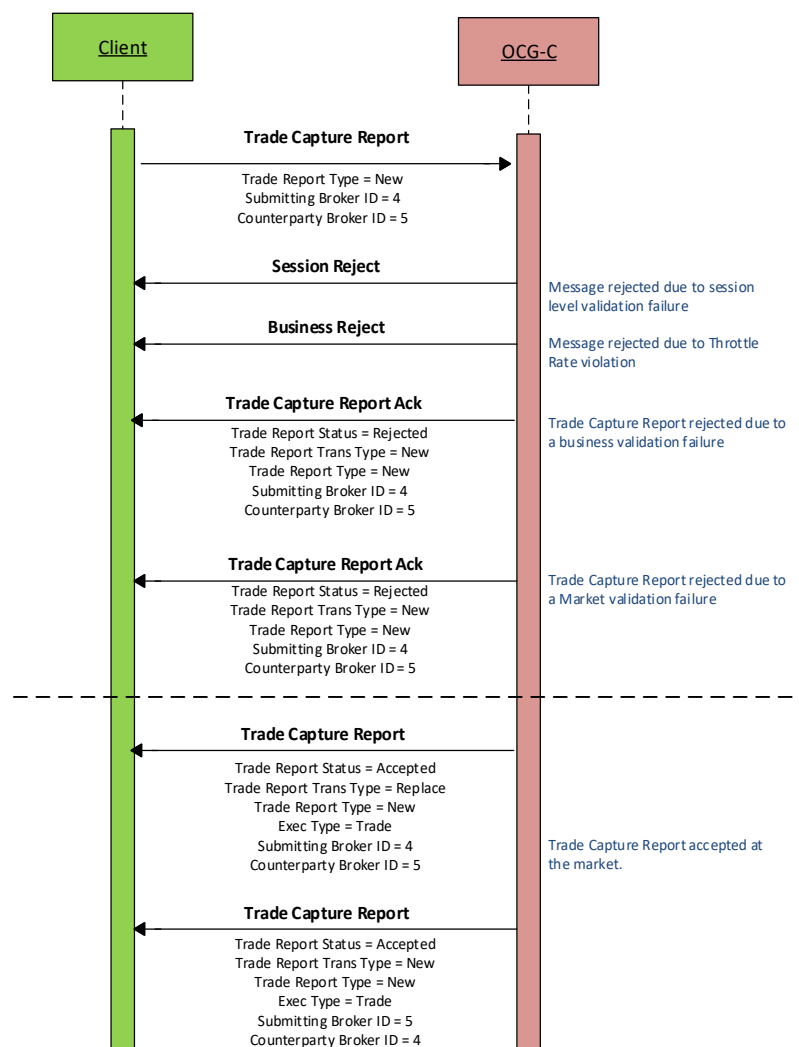 Client
OCG-C
Trade Capture Report
Trade Report Type = New
Submitting Broker ID = 4
Counterparty Broker ID = 5
Session Reject
Message rejected due to session
level validation failure
Business Reject
Message rejected due to Throttle
Rate violation
Trade Capture Report Ack
Trade Report Status = Rejected
Trade Report Trans Type = New
Trade Report Type = New
Submitting Broker ID = 4
Counterparty Broker ID = 5
Trade Capture Report rejected due to
a business validation failure
Trade Capture Report Ack
Trade Report Status = Rejected
Trade Report Trans Type = New
Trade Report Type = New
Submitting Broker ID = 4
Counterparty Broker ID = 5
Trade Capture Report rejected due to
a Market validation failure
Trade Capture Report
Trade Report Status = Accepted
Trade Report Trans Type = Replace
Trade Report Type = New
Exec Type = Trade
Submitting Broker ID = 4
Counterparty Broker ID = 5
Trade Capture Report accepted at
the market.
Trade Capture Report
Trade Report Status = Accepted
Trade Report Trans Type = New
Trade Report Type = New
Exec Type = Trade
Submitting Broker ID = 5
Counterparty Broker ID = 4